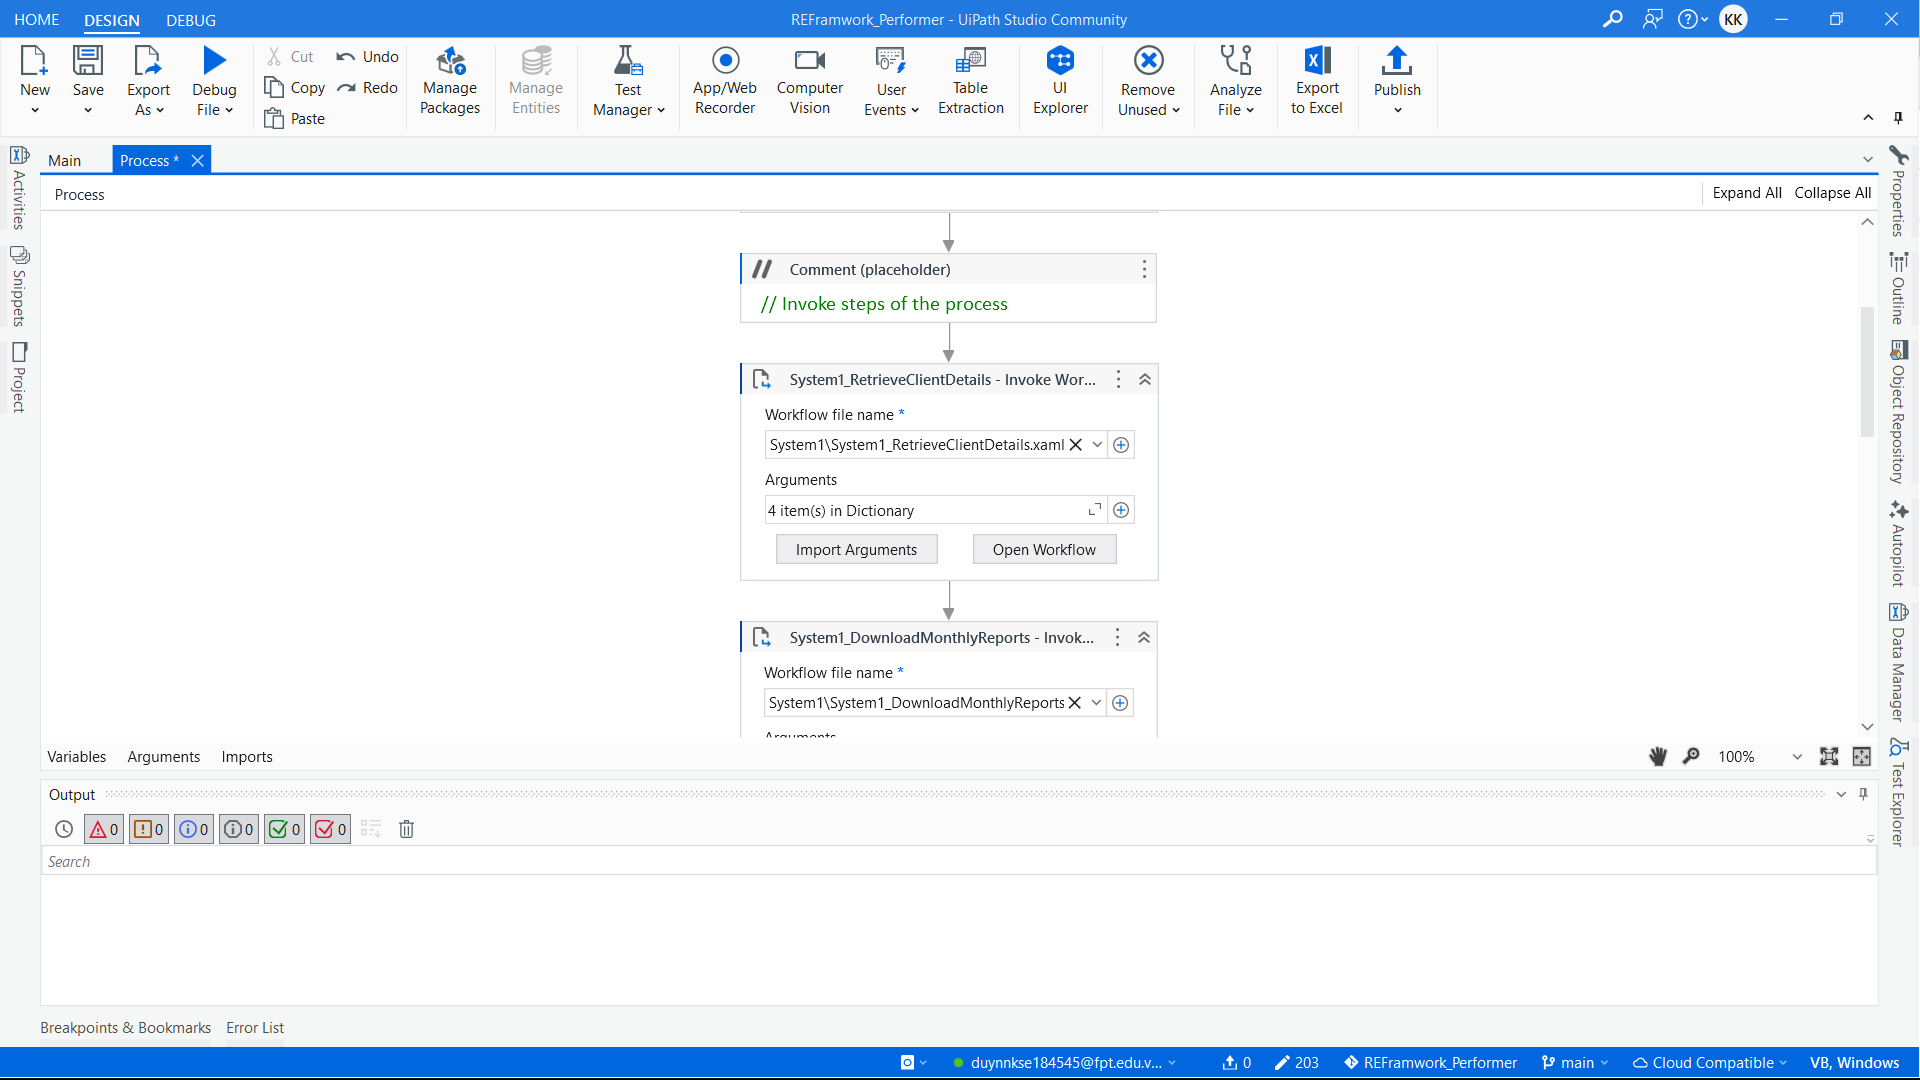 HOME DESIGN DEBUG
REFramwork_Performer - UiPath Studio Community
KK
New
Save
Export As
Debug File
Cut
Copy
Paste
Undo
Redo
Manage Packages
Manage Entities
Test Manager
App/Web Recorder
Computer Vision
User Events
Table Extraction
UI Explorer
Remove Unused
Analyze File
Export to Excel
Publish
Activities
Snippets
Project
Main
Process *
Process
Expand All Collapse All
Comment (placeholder)
// Invoke steps of the process
System1_RetrieveClientDetails - Invoke Wor...
Workflow file name *
System1\System1_RetrieveClientDetails.xaml
Arguments
4 item(s) in Dictionary
Import Arguments Open Workflow
System1_DownloadMonthlyReports - Invok...
Workflow file name *
System1\System1_DownloadMonthlyReports
Arguments
Properties
Outline
Object Repository
Autopilot
Data Manager
Test Explorer
Variables Arguments Imports
100%
Output
0 0 0 0 0 0
Search
Breakpoints & Bookmarks Error List
duynnkse184545@fpt.edu.v... 0 203 REFramwork_Performer main Cloud Compatible VB, Windows